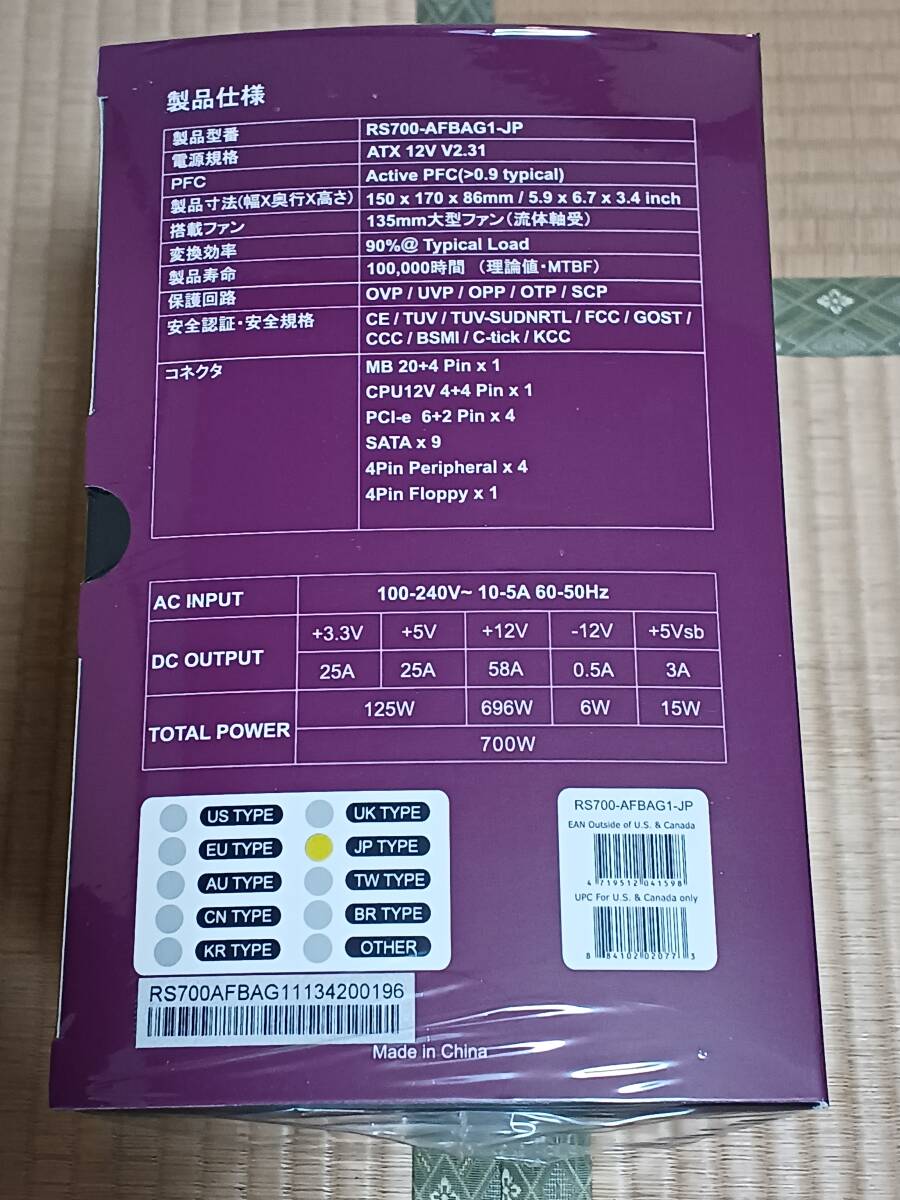 製品仕様
製品型番 RS700-AFBAG1-JP
電源規格 ATX 12V V2.31
PFC Active PFC(>0.9 typical)
製品寸法(幅X奥行X高さ) 150 x 170 x 86mm / 5.9 x 6.7 x 3.4 inch
搭載ファン 135mm大型ファン（流体軸受）
変換効率 90%@ Typical Load
製品寿命 100,000時間 （理論値・MTBF）
保護回路 OVP / UVP / OPP / OTP / SCP
安全認証・安全規格 CE / TUV / TUV-SUDNRTL / FCC / GOST /
CCC / BSMI / C-tick / KCC
コネクタ MB 20+4 Pin x 1
CPU12V 4+4 Pin x 1
PCI-e 6+2 Pin x 4
SATA x 9
4Pin Peripheral x 4
4Pin Floppy x 1
AC INPUT 100-240V~ 10-5A 60-50Hz
DC OUTPUT +3.3V +5V +12V -12V +5Vsb
25A 25A 58A 0.5A 3A
TOTAL POWER 125W 696W 6W 15W
700W
US TYPE UK TYPE
EU TYPE JP TYPE
AU TYPE TW TYPE
CN TYPE BR TYPE
KR TYPE OTHER
RS700-AFBAG1-JP
EAN Outside of U.S. & Canada
4 719512 041598
UPC For U.S. & Canada only
8 84102 02077 3
RS700AFBAG11134200196
Made in China